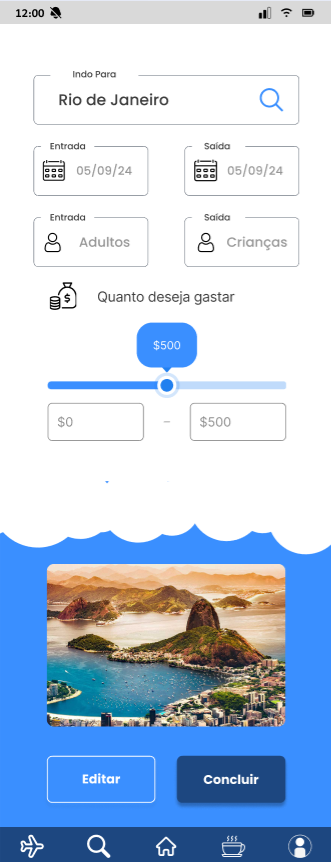 12:00
Indo Para
Rio de Janeiro
Entrada Saída
05/09/24 05/09/24
Entrada Saída
Adultos Crianças
$ Quanto deseja gastar
$500
$0 – $500
Editar Concluir